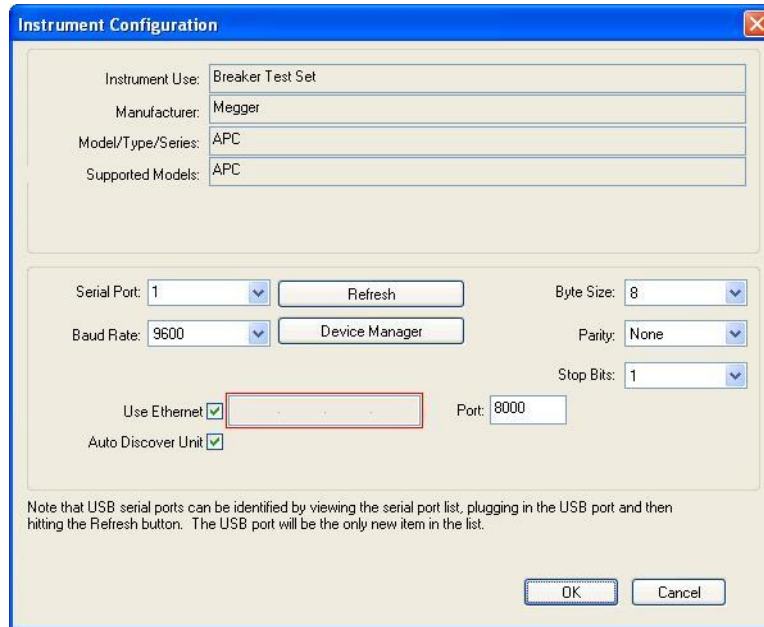 Instrument Configuration
Instrument Use: Breaker Test Set
Manufacturer: Megger
Model/Type/Series: APC
Supported Models: APC
Serial Port: 1 Refresh Byte Size: 8
Baud Rate: 9600 Device Manager Parity: None
Stop Bits: 1
Use Ethernet . . . Port: 8000
Auto Discover Unit
Note that USB serial ports can be identified by viewing the serial port list, plugging in the USB port and then
hitting the Refresh button. The USB port will be the only new item in the list.
OK Cancel